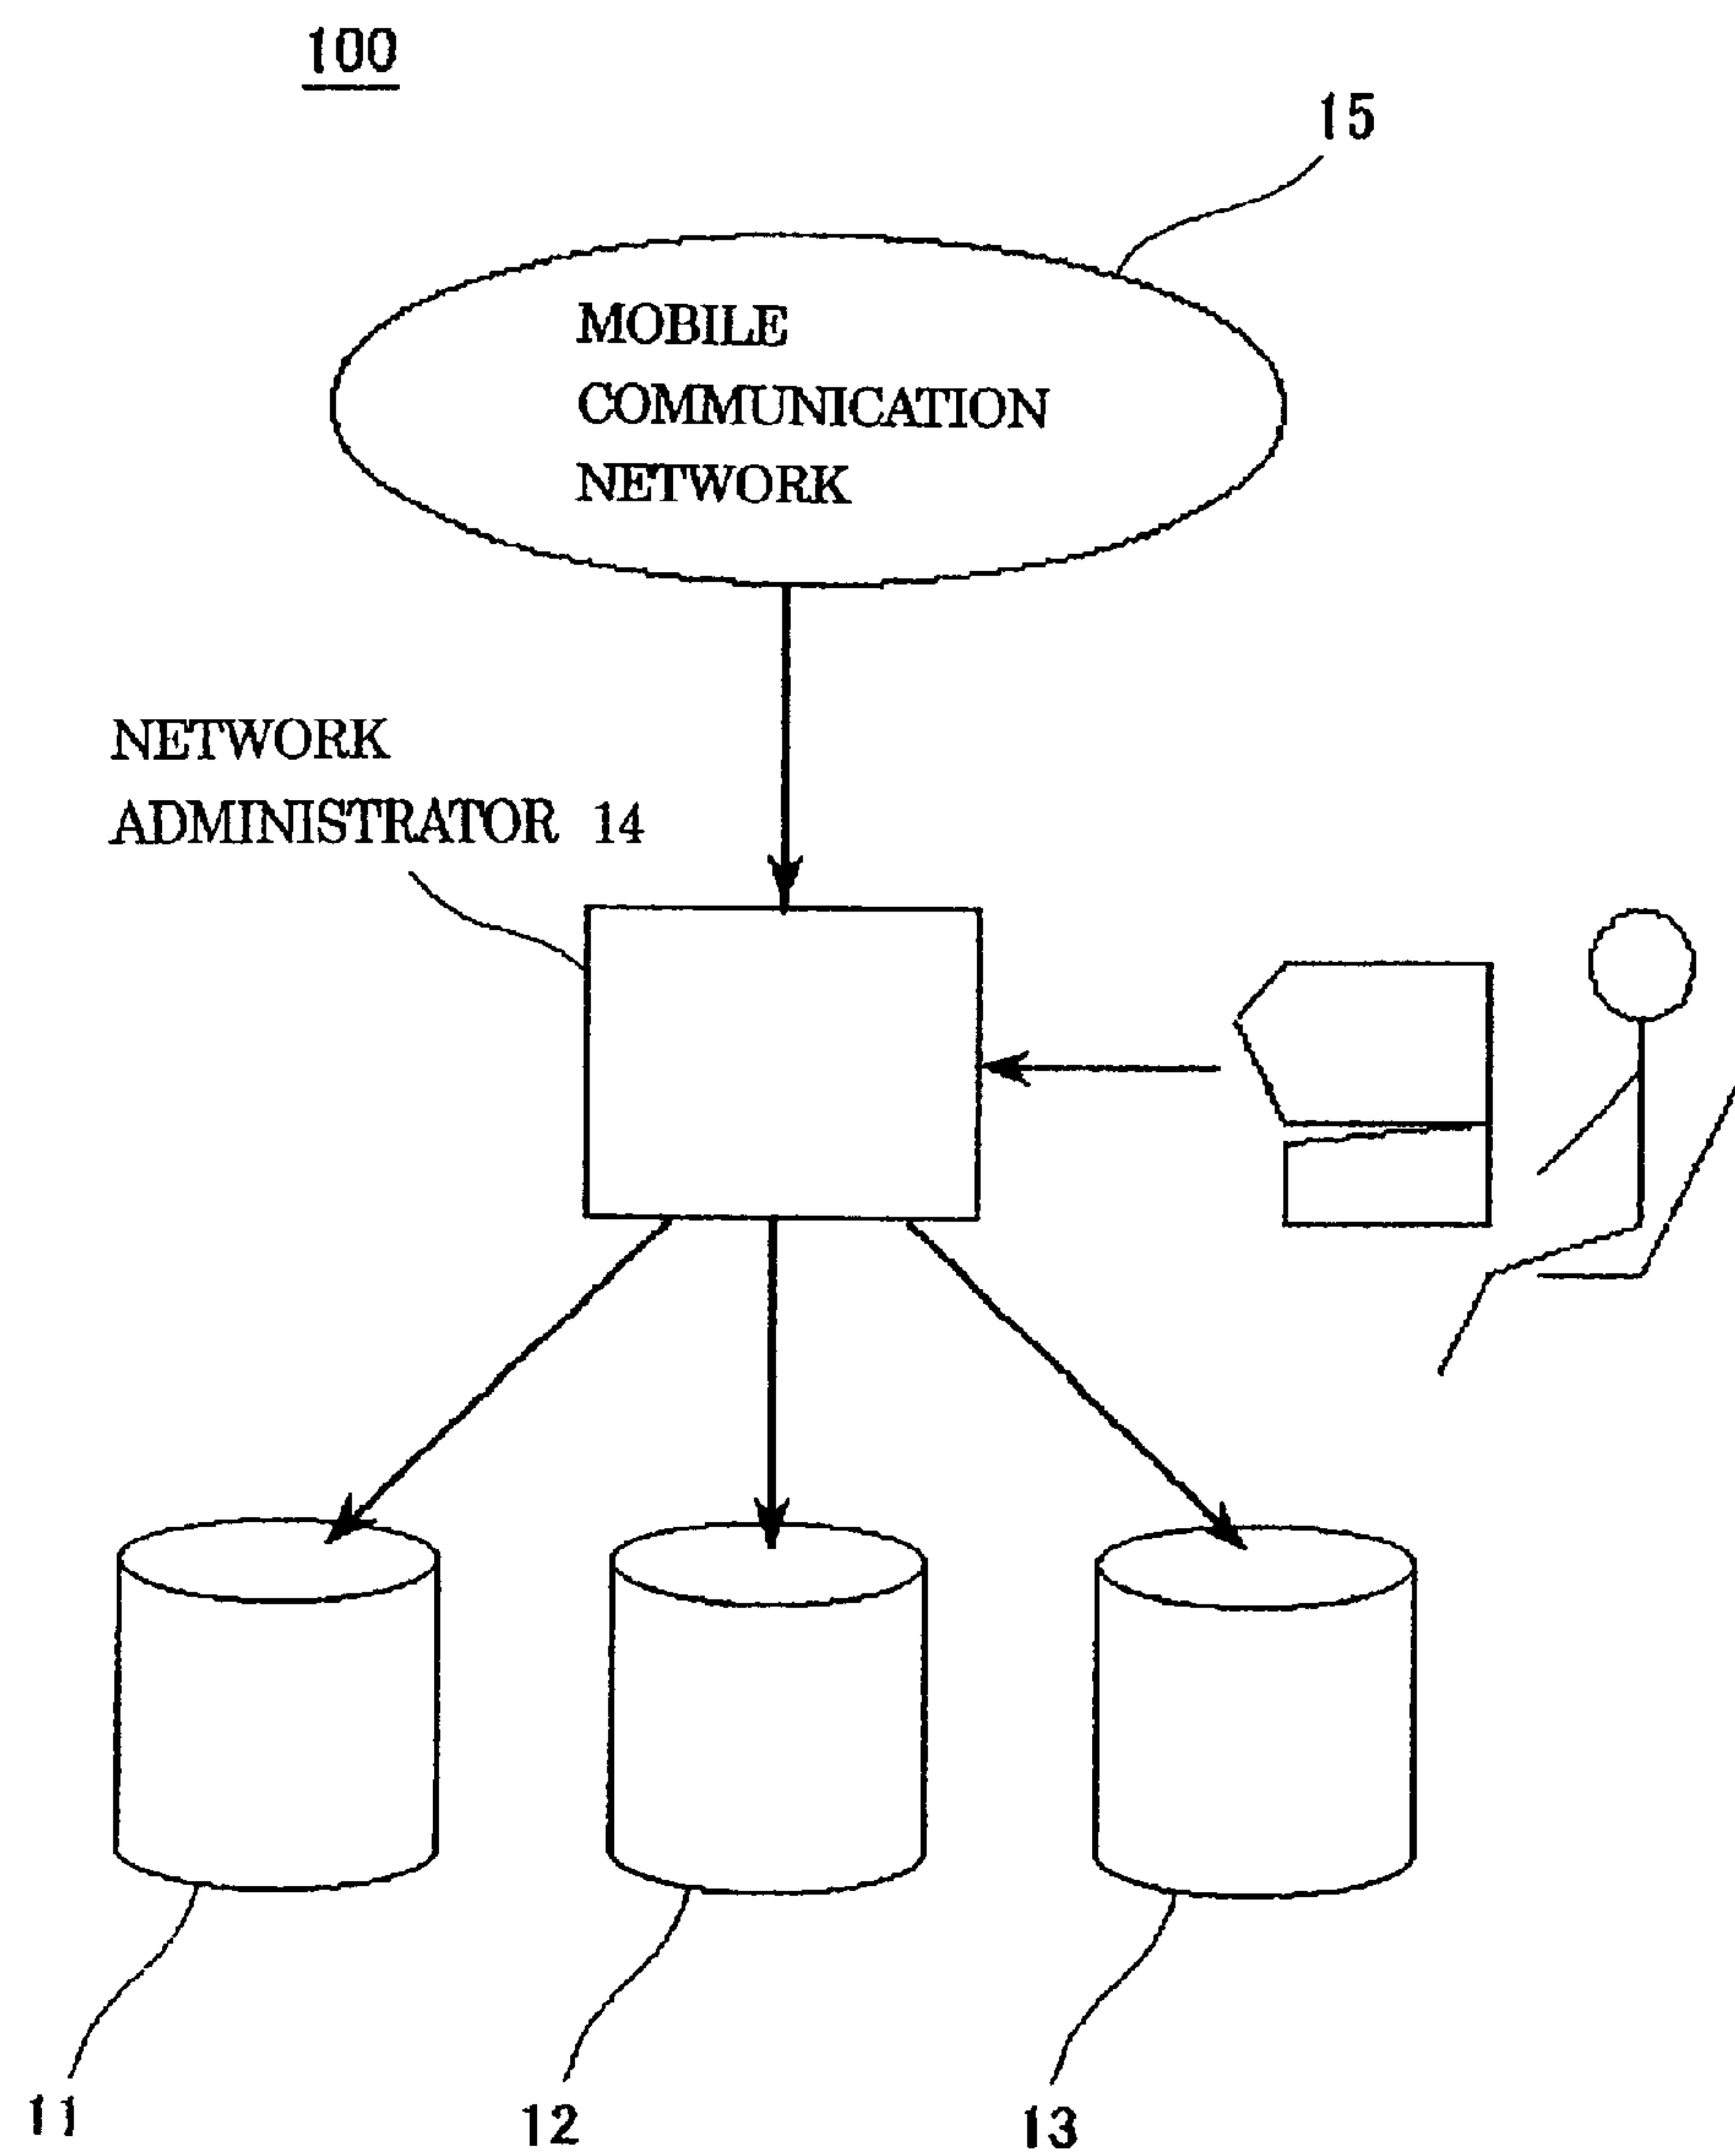 100
15
MOBILE
COMMUNICATION
NETWORK
NETWORK
ADMINISTRATOR 14
11
12
13